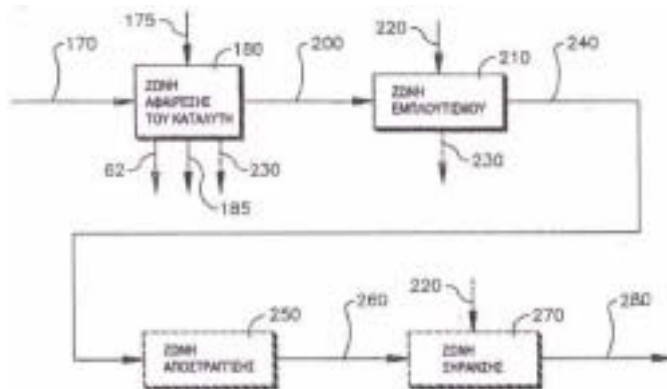 175
170
180
200
220
210
240
ΖΩΝΗ
ΑΦΑΙΡΕΣΗΣ
ΤΟΥ ΚΑΤΑΛΥΤΗ
ΖΩΝΗ
ΕΜΠΛΟΥΤΙΣΜΟΥ
62
185
230
230
250
260
220
270
280
ΖΩΝΗ
ΑΠΟΣΤΡΑΓΓΙΣΗΣ
ΖΩΝΗ
ΞΗΡΑΝΣΗΣ